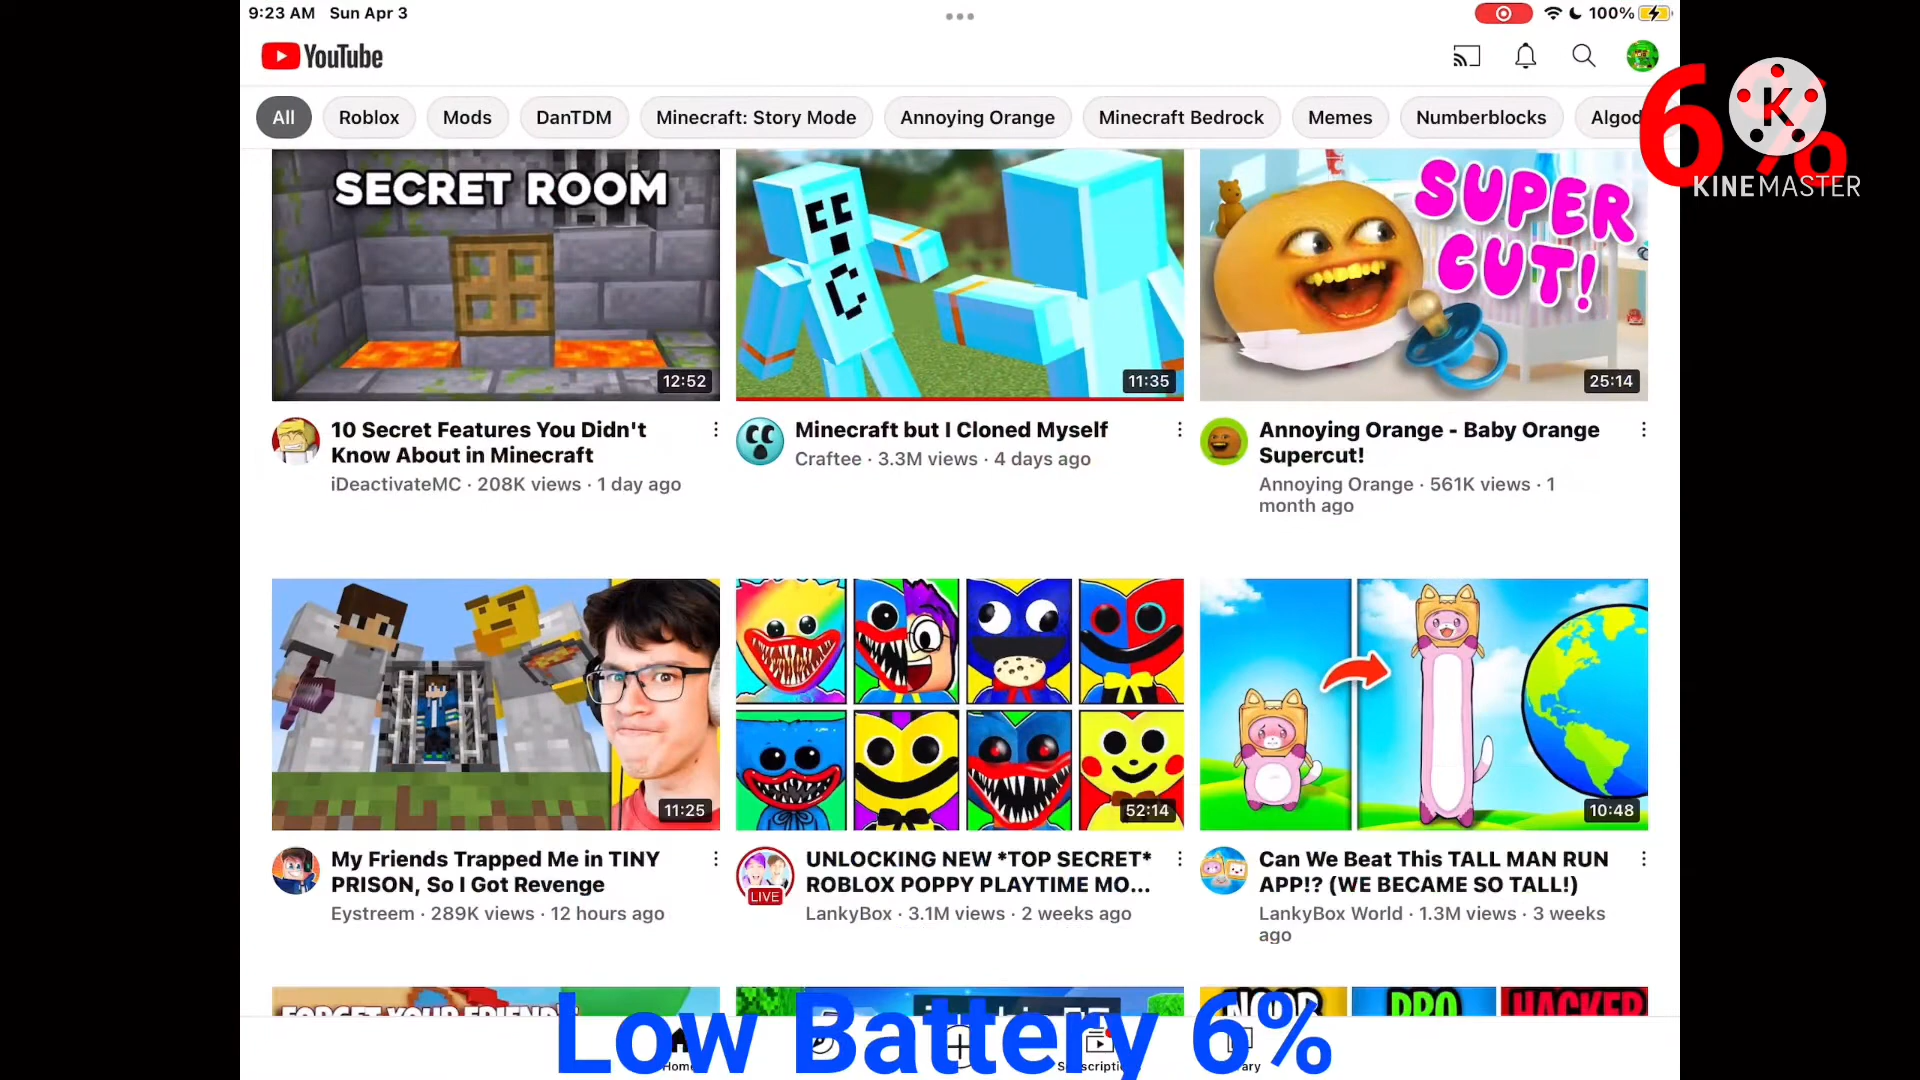 9:23 AM Sun Apr 3
100%
YouTube
All Roblox Mods DanTDM Minecraft: Story Mode Annoying Orange Minecraft Bedrock Memes Numberblocks Algod
6%
K
KINEMASTER
SECRET ROOM
12:52
11:35
SUPER
CUT!
25:14
10 Secret Features You Didn't
Know About in Minecraft
iDeactivateMC · 208K views · 1 day ago
Minecraft but I Cloned Myself
Craftee · 3.3M views · 4 days ago
Annoying Orange - Baby Orange
Supercut!
Annoying Orange · 561K views · 1
month ago
11:25
52:14
10:48
My Friends Trapped Me in TINY
PRISON, So I Got Revenge
Eystreem · 289K views · 12 hours ago
LIVE
UNLOCKING NEW *TOP SECRET*
ROBLOX POPPY PLAYTIME MO...
LankyBox · 3.1M views · 2 weeks ago
Can We Beat This TALL MAN RUN
APP!? (WE BECAME SO TALL!)
LankyBox World · 1.3M views · 3 weeks
ago
FORGET YOUR FRIENDS
NOOB PRO HACKER
Low Battery 6%
Home